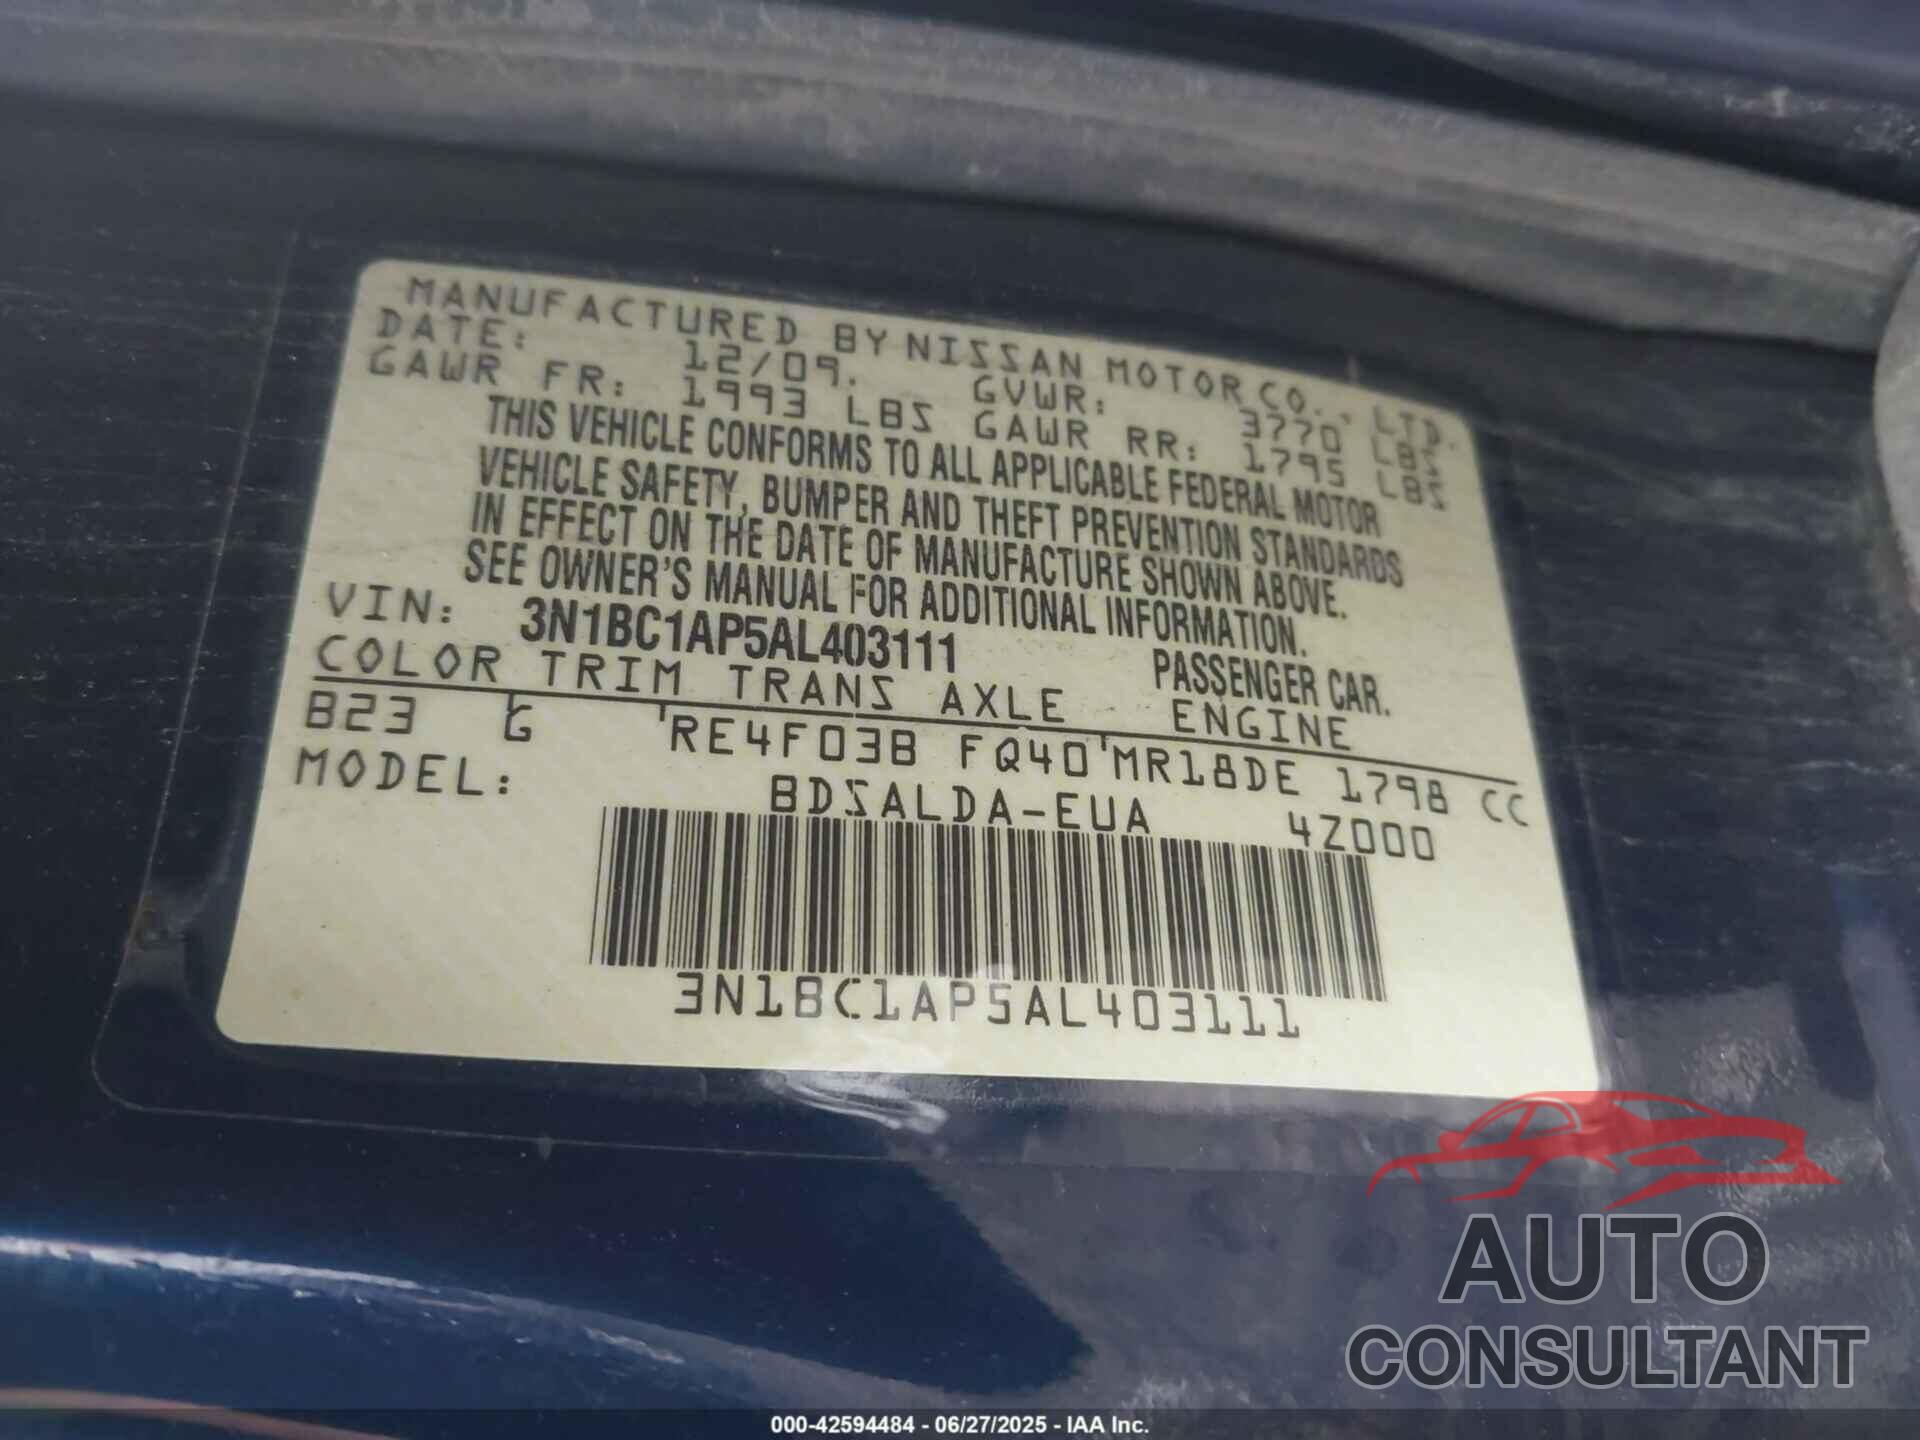 MANUFACTURED BY NISSAN MOTOR CO., LTD.
DATE: 12/09. GVWR: 3770 LBS
GAWR FR: 1993 LBS GAWR RR: 1795 LBS
THIS VEHICLE CONFORMS TO ALL APPLICABLE FEDERAL MOTOR
VEHICLE SAFETY, BUMPER AND THEFT PREVENTION STANDARDS
IN EFFECT ON THE DATE OF MANUFACTURE SHOWN ABOVE.
SEE OWNER'S MANUAL FOR ADDITIONAL INFORMATION.
VIN: 3N1BC1AP5AL403111 PASSENGER CAR.
COLOR TRIM TRANS AXLE ENGINE
B23 G RE4F03B FQ40 MR18DE 1798 CC
MODEL: BDSALDA-EUA 4Z000
3N1BC1AP5AL403111
AUTO
CONSULTANT
000-42594484 - 06/27/2025 - IAA Inc.